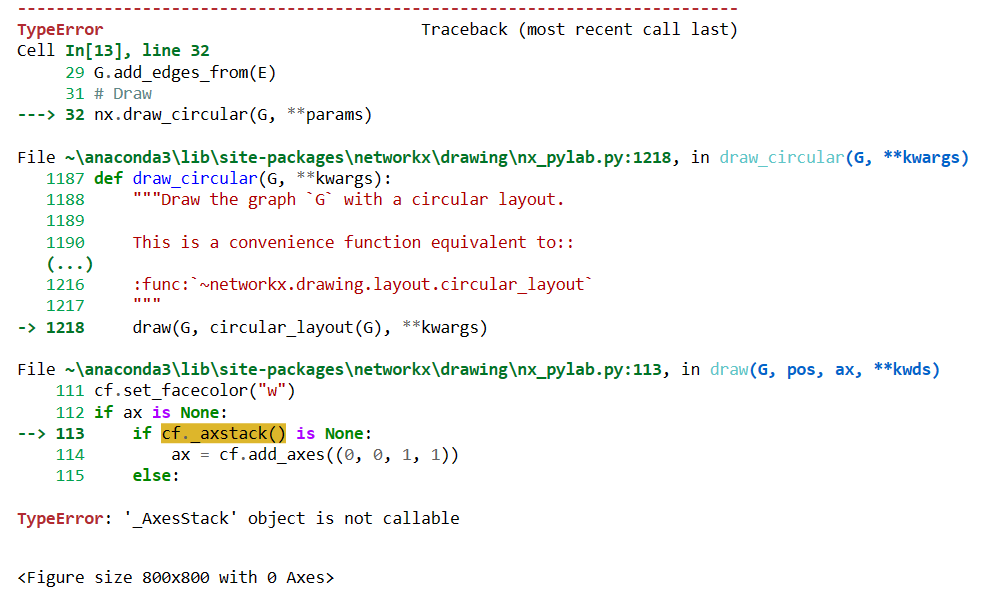 ---------------------------------------------------------------------------
TypeError                                 Traceback (most recent call last)
Cell In[13], line 32
     29 G.add_edges_from(E)
     31 # Draw
---> 32 nx.draw_circular(G, **params)

File ~\anaconda3\lib\site-packages\networkx\drawing\nx_pylab.py:1218, in draw_circular(G, **kwargs)
   1187 def draw_circular(G, **kwargs):
   1188     """Draw the graph `G` with a circular layout.
   1189
   1190     This is a convenience function equivalent to::
   (...)
   1216     :func:`~networkx.drawing.layout.circular_layout`
   1217     """
-> 1218     draw(G, circular_layout(G), **kwargs)

File ~\anaconda3\lib\site-packages\networkx\drawing\nx_pylab.py:113, in draw(G, pos, ax, **kwds)
    111 cf.set_facecolor("w")
    112 if ax is None:
--> 113     if cf._axstack() is None:
    114         ax = cf.add_axes((0, 0, 1, 1))
    115     else:

TypeError: '_AxesStack' object is not callable

<Figure size 800x800 with 0 Axes>